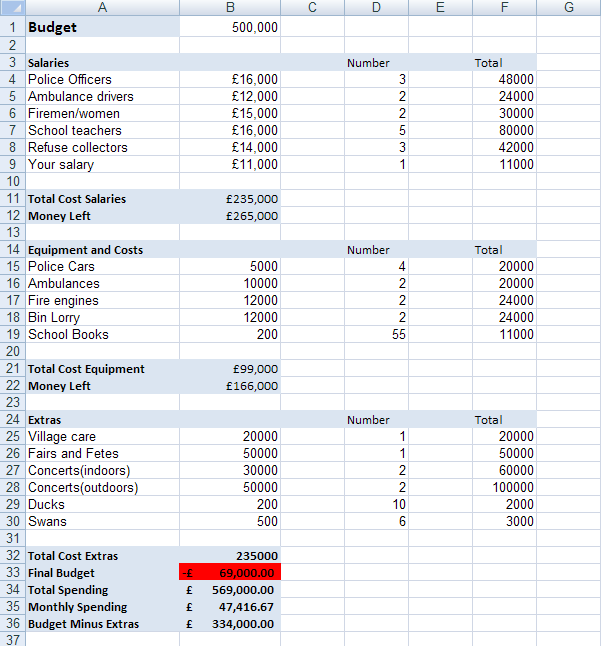 A B C D E F G
1 Budget 500,000
2
3 Salaries Number Total
4 Police Officers £16,000 3 48000
5 Ambulance drivers £12,000 2 24000
6 Firemen/women £15,000 2 30000
7 School teachers £16,000 5 80000
8 Refuse collectors £14,000 3 42000
9 Your salary £11,000 1 11000
10
11 Total Cost Salaries £235,000
12 Money Left £265,000
13
14 Equipment and Costs Number Total
15 Police Cars 5000 4 20000
16 Ambulances 10000 2 20000
17 Fire engines 12000 2 24000
18 Bin Lorry 12000 2 24000
19 School Books 200 55 11000
20
21 Total Cost Equipment £99,000
22 Money Left £166,000
23
24 Extras Number Total
25 Village care 20000 1 20000
26 Fairs and Fetes 50000 1 50000
27 Concerts(indoors) 30000 2 60000
28 Concerts(outdoors) 50000 2 100000
29 Ducks 200 10 2000
30 Swans 500 6 3000
31
32 Total Cost Extras 235000
33 Final Budget -£ 69,000.00
34 Total Spending £ 569,000.00
35 Monthly Spending £ 47,416.67
36 Budget Minus Extras £ 334,000.00
37